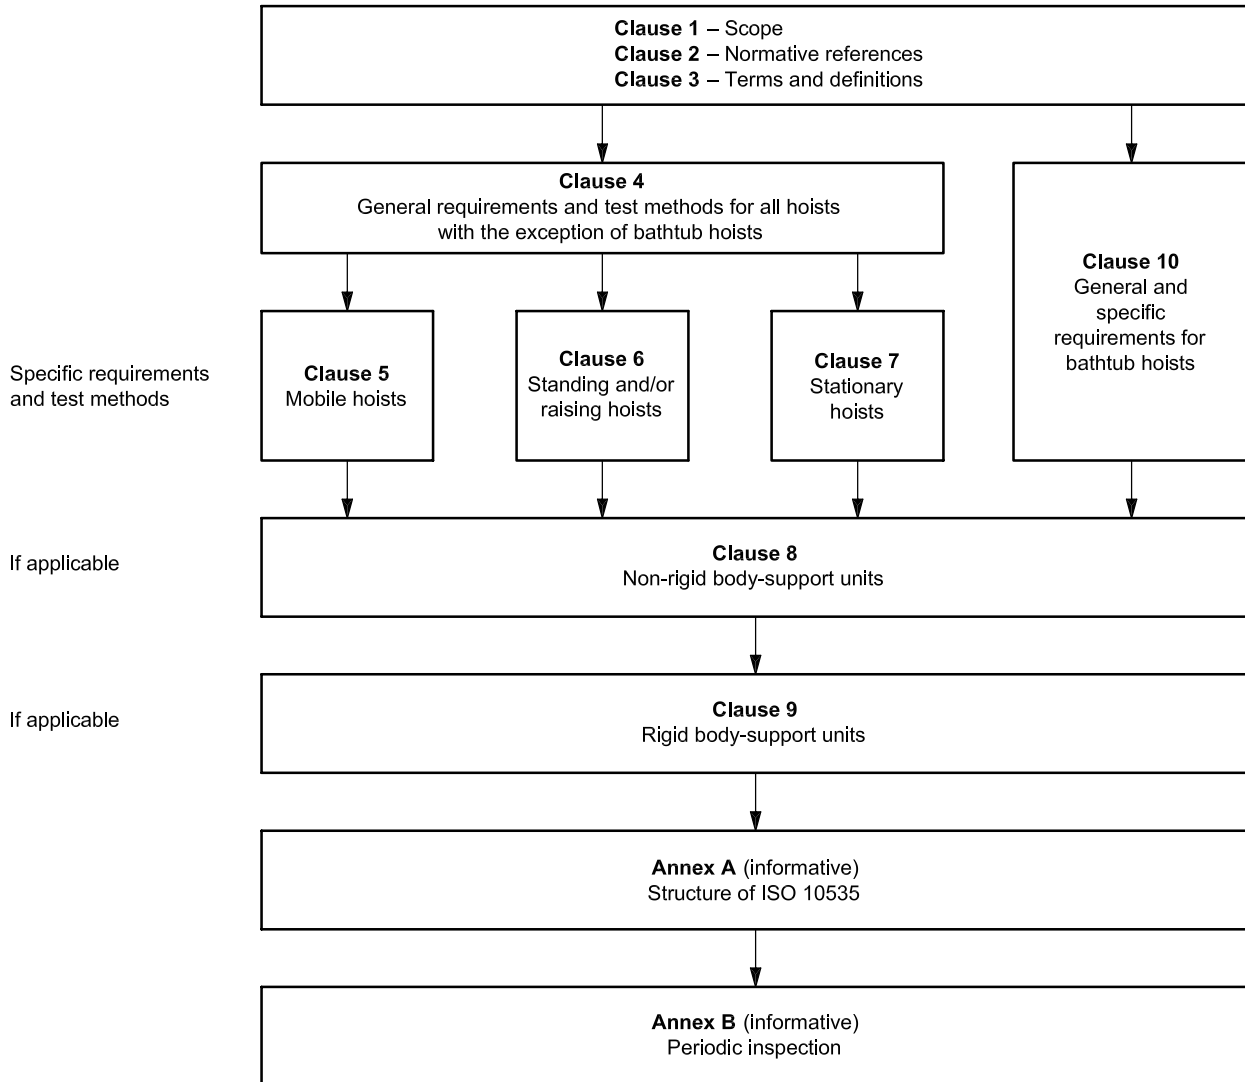 Clause 1 – Scope
Clause 2 – Normative references
Clause 3 – Terms and definitions
Clause 4
General requirements and test methods for all hoists
with the exception of bathtub hoists
Clause 10
General and
specific
requirements for
bathtub hoists
Specific requirements
and test methods
Clause 5
Mobile hoists
Clause 6
Standing and/or
raising hoists
Clause 7
Stationary
hoists
If applicable
Clause 8
Non-rigid body-support units
If applicable
Clause 9
Rigid body-support units
Annex A (informative)
Structure of ISO 10535
Annex B (informative)
Periodic inspection